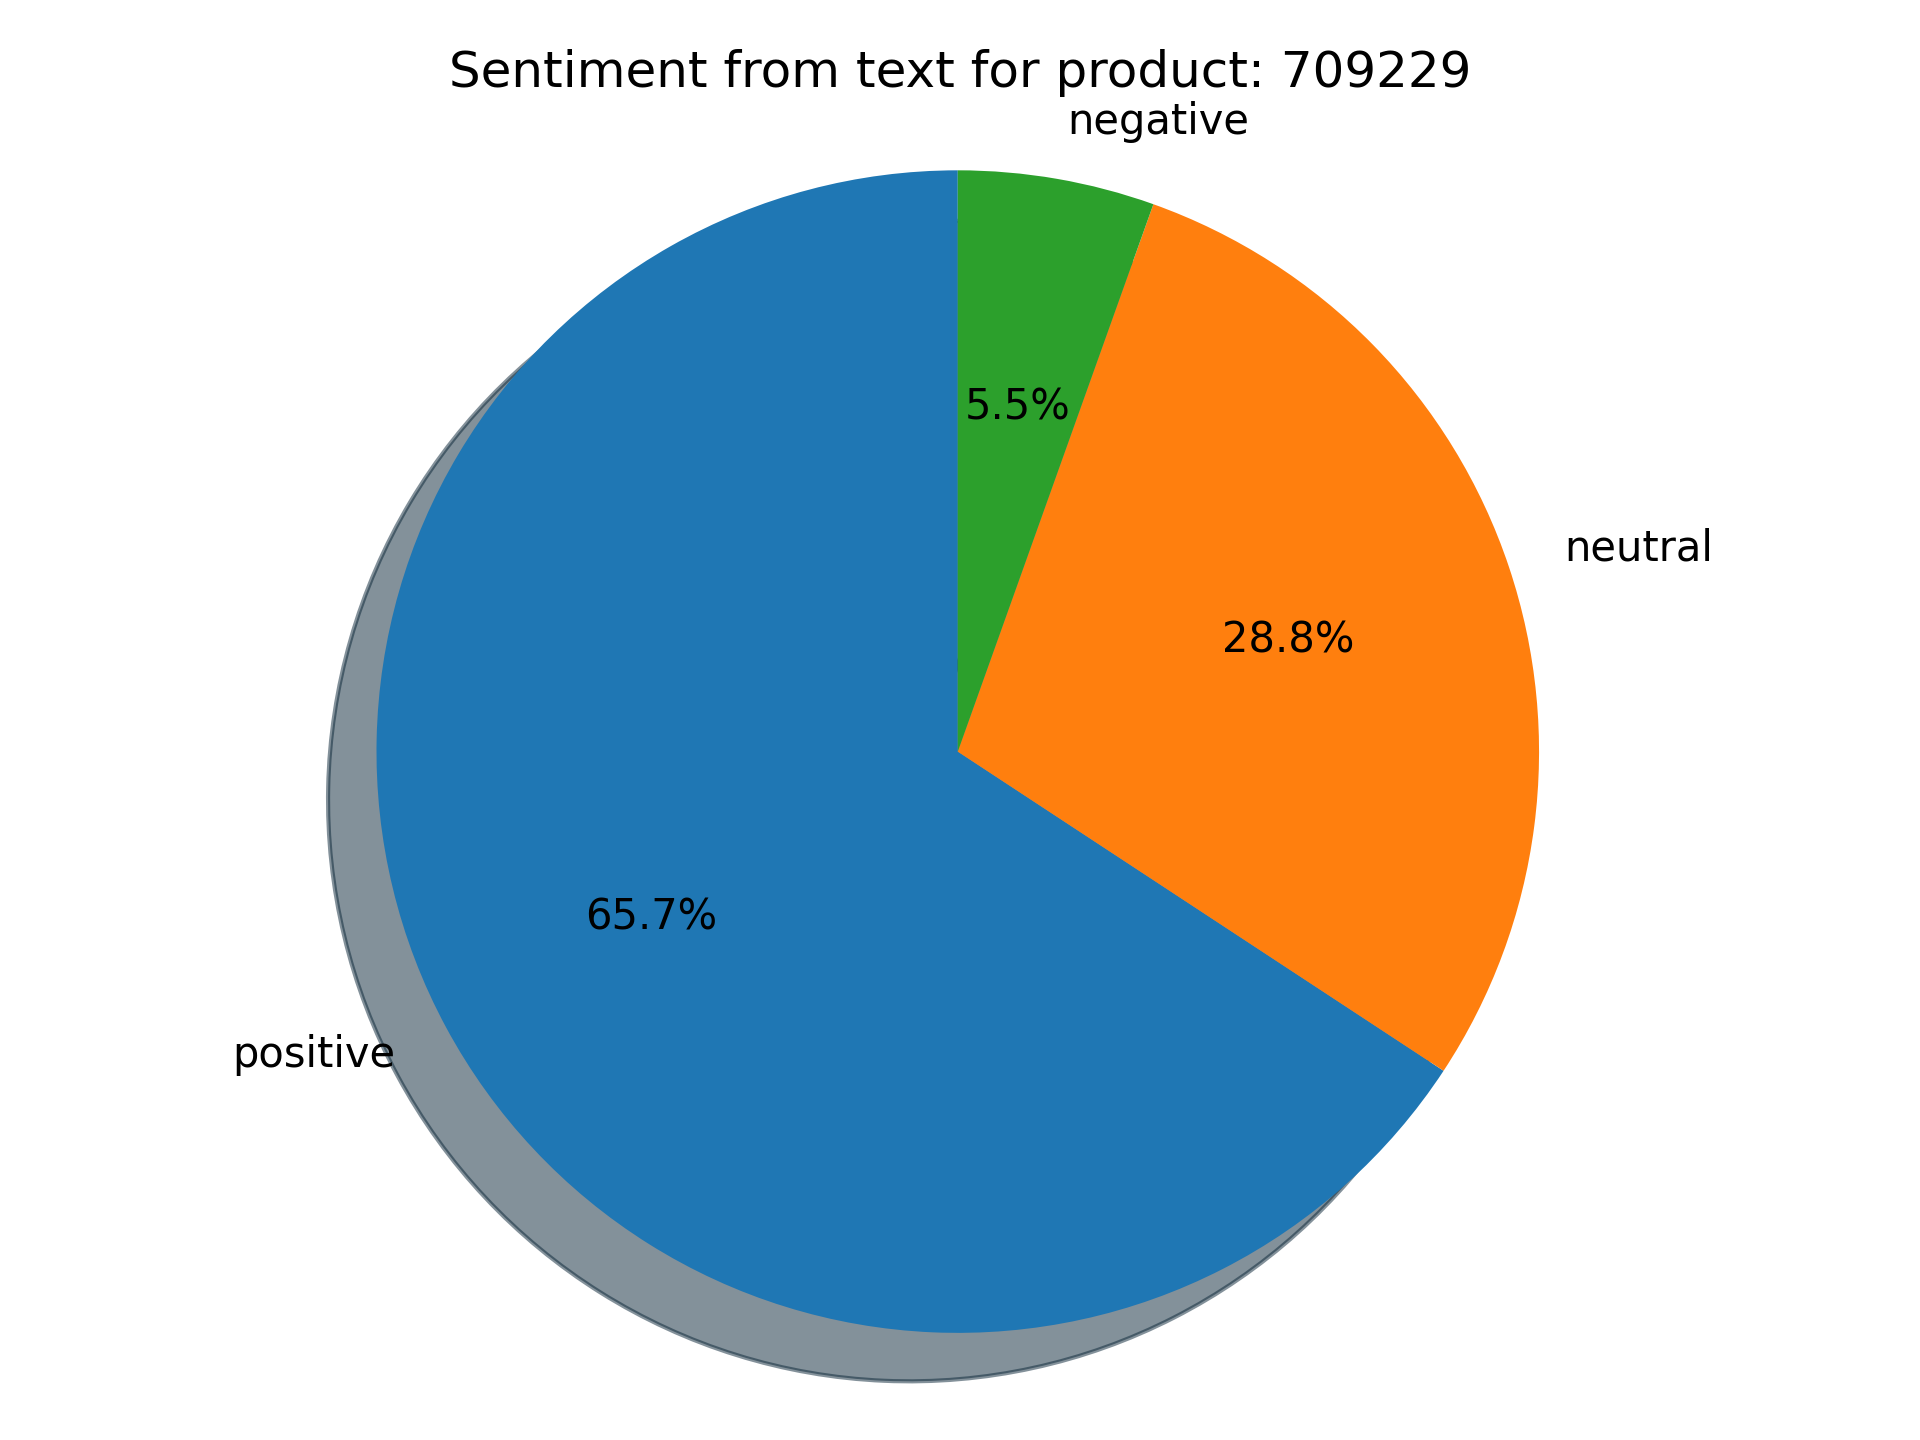 Sentiment from text for product: 709229
negative
5.5%
neutral
28.8%
65.7%
positive